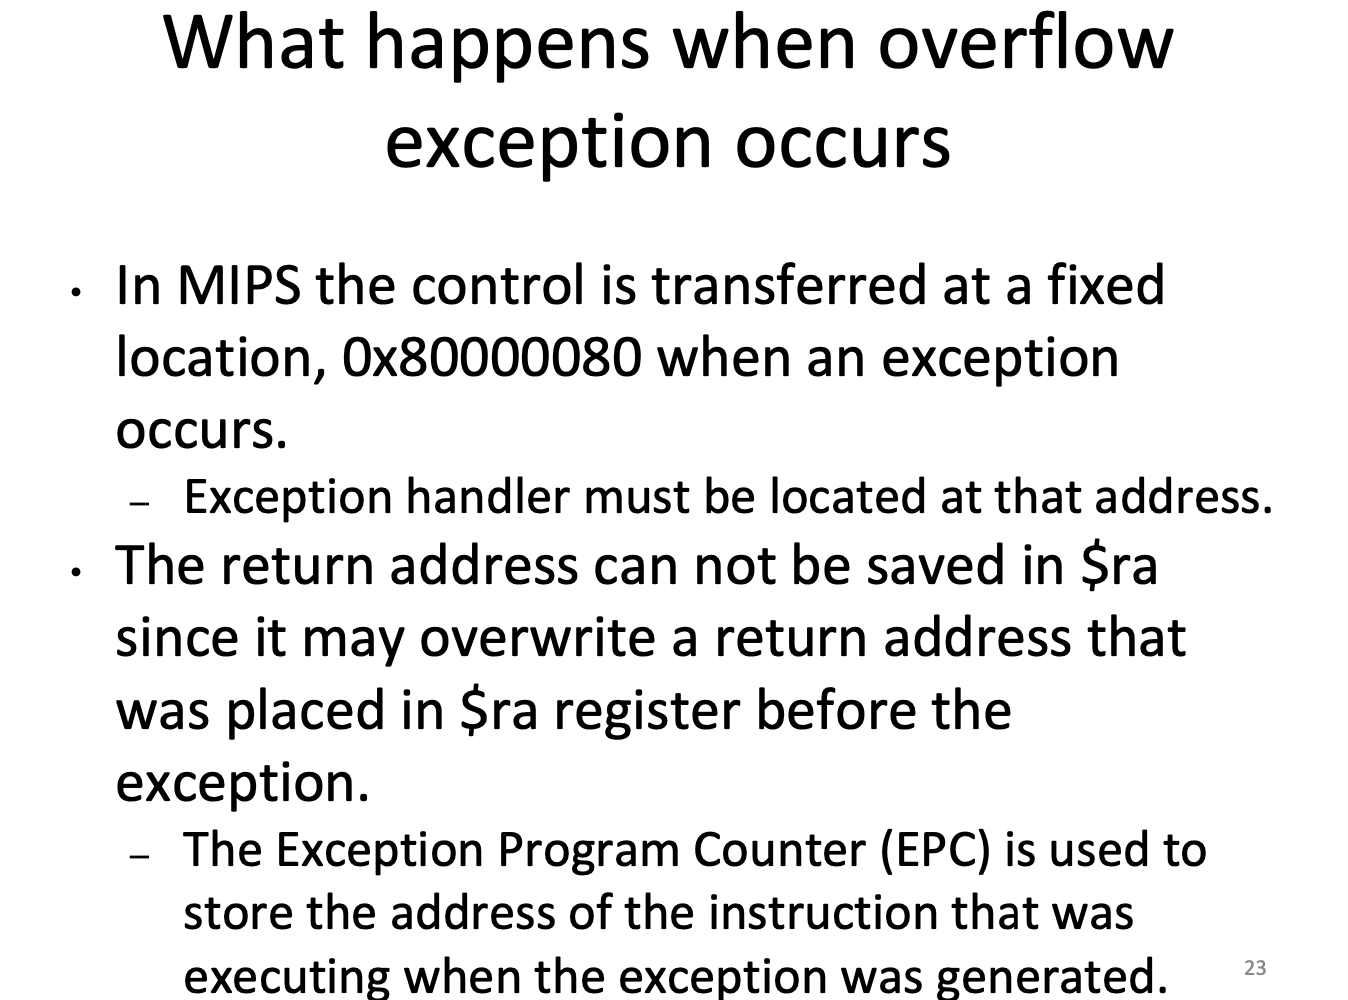 What happens when overflow
exception occurs
• In MIPS the control is transferred at a fixed
location, 0x80000080 when an exception
occurs.
– Exception handler must be located at that address.
• The return address can not be saved in $ra
since it may overwrite a return address that
was placed in $ra register before the
exception.
– The Exception Program Counter (EPC) is used to
store the address of the instruction that was
executing when the exception was generated.
23